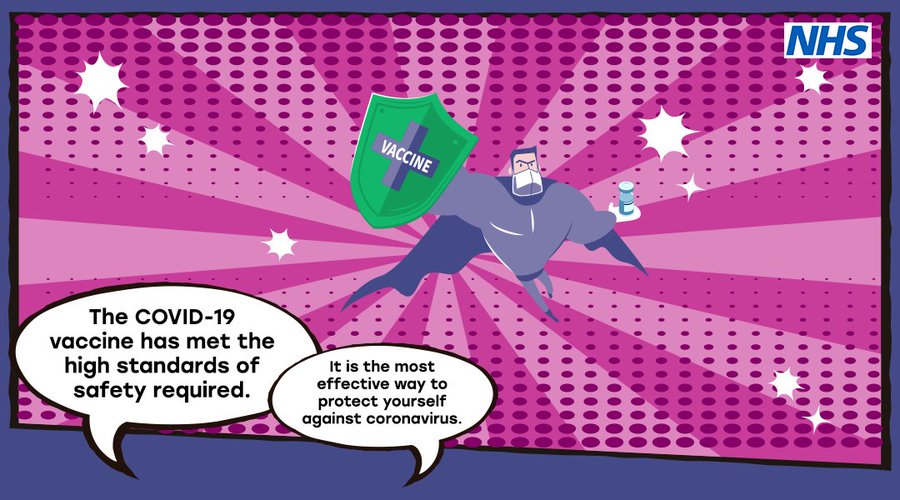 NHS
VACCINE
The COVID-19
vaccine has met the
high standards of
safety required.
It is the most
effective way to
protect yourself
against coronavirus.